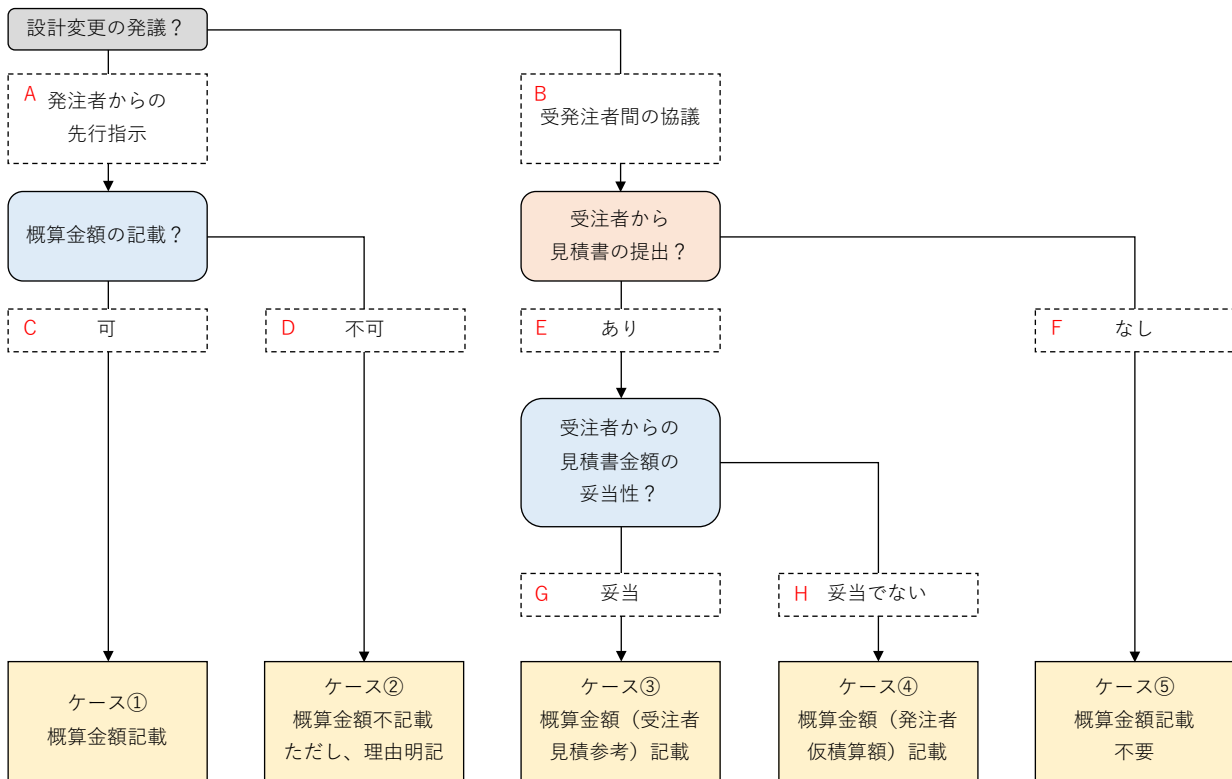 設計変更の発議？
A
発注者からの
先行指示
B
受発注者間の協議
概算金額の記載？
受注者から
見積書の提出？
C 可
D 不可
E あり
F なし
受注者からの
見積書金額の
妥当性？
G 妥当
H 妥当でない
ケース①
概算金額記載
ケース②
概算金額不記載
ただし、理由明記
ケース③
概算金額（受注者
見積参考）記載
ケース④
概算金額（発注者
仮積算額）記載
ケース⑤
概算金額記載
不要